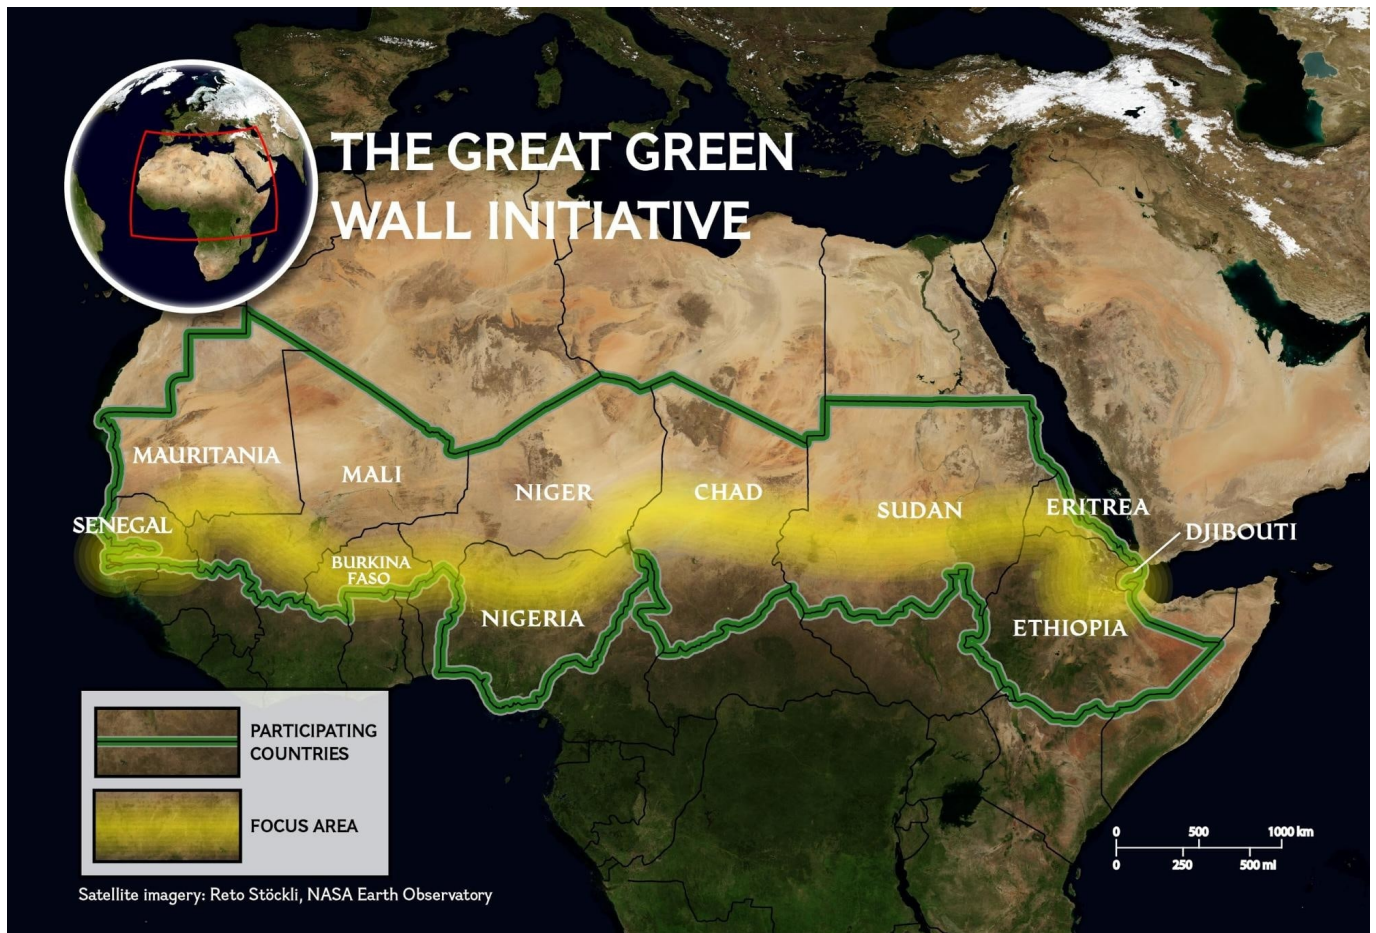 THE GREAT GREEN
WALL INITIATIVE
MAURITANIA
MALI
NIGER
CHAD
SUDAN
ERITREA
SENEGAL
DJIBOUTI
BURKINA
FASO
NIGERIA
ETHIOPIA
PARTICIPATING
COUNTRIES
FOCUS AREA
0 500 1000 km
0 250 500 mi
Satellite imagery: Reto Stöckli, NASA Earth Observatory